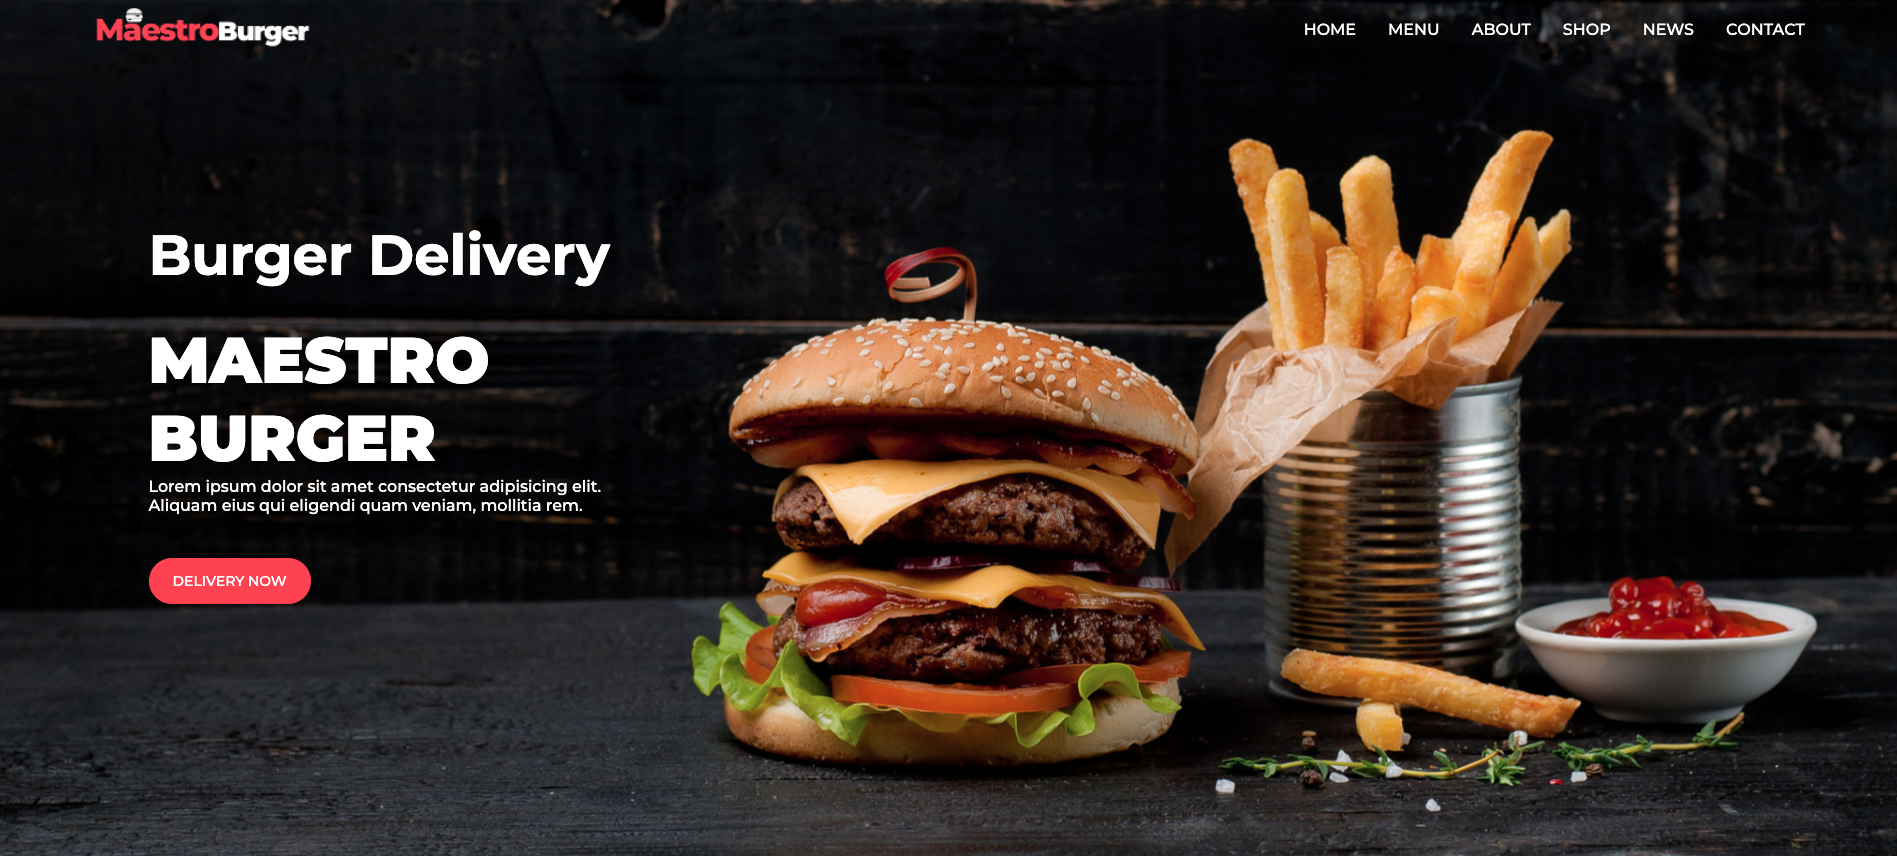 MaestroBurger
HOME MENU ABOUT SHOP NEWS CONTACT
Burger Delivery
MAESTRO
BURGER
Lorem ipsum dolor sit amet consectetur adipisicing elit.
Aliquam eius qui eligendi quam veniam, mollitia rem.
DELIVERY NOW